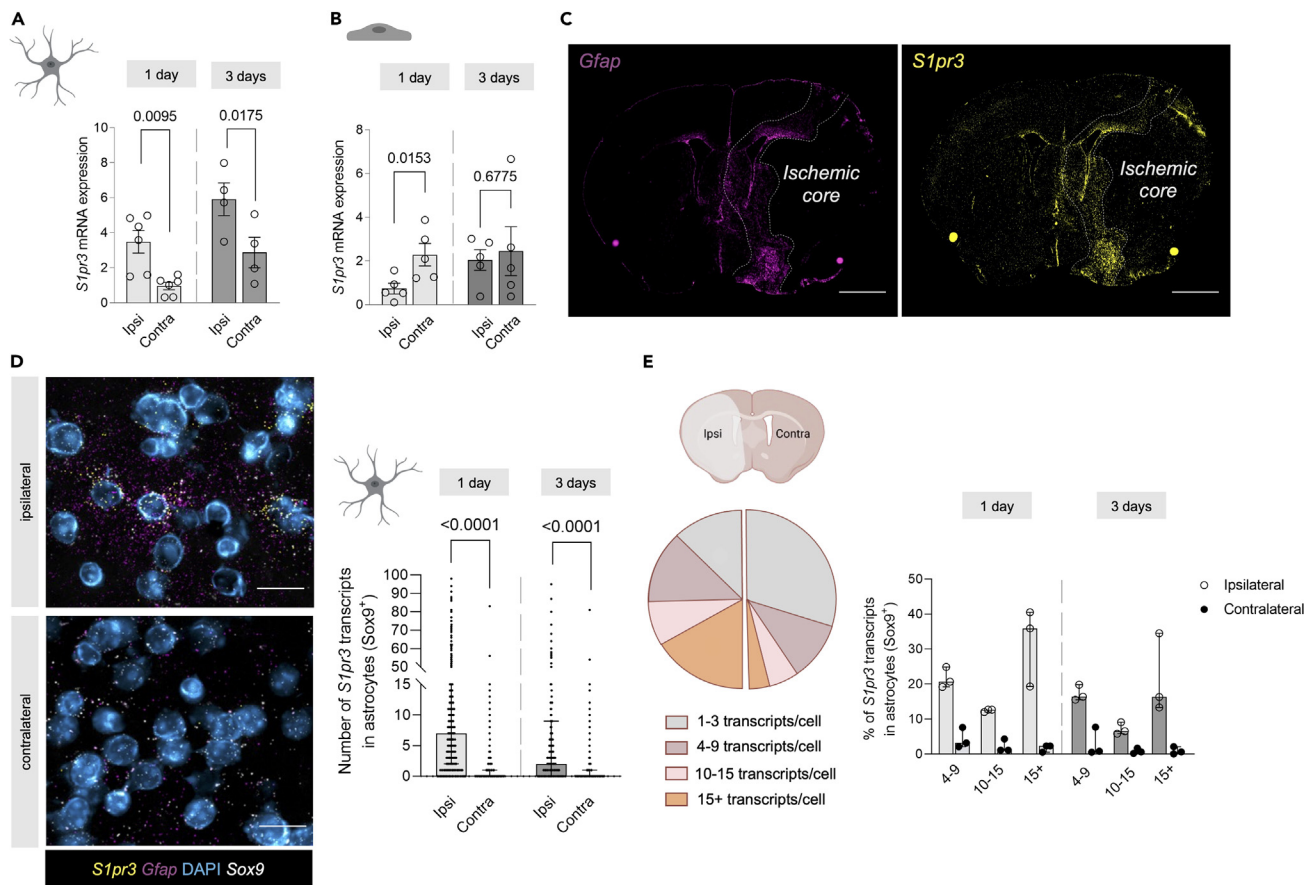 A
1 day
3 days
0.0095
0.0175
S1pr3 mRNA expression
10
8
6
4
2
0
Ipsi
Contra
Ipsi
Contra
B
1 day
3 days
0.0153
0.6775
S1pr3 mRNA expression
8
6
4
2
0
Ipsi
Contra
Ipsi
Contra
C
Gfap
Ischemic
core
S1pr3
Ischemic
core
D
ipsilateral
contralateral
S1pr3 Gfap DAPI Sox9
1 day
3 days
<0.0001
<0.0001
Number of S1pr3 transcripts
in astrocytes (Sox9+)
100
90
80
70
60
50
15
10
5
0
Ipsi
Contra
Ipsi
Contra
E
Ipsi
Contra
1-3 transcripts/cell
4-9 transcripts/cell
10-15 transcripts/cell
15+ transcripts/cell
1 day
3 days
Ipsilateral
Contralateral
% of S1pr3 transcripts
in astrocytes (Sox9+)
50
40
30
20
10
0
4-9
10-15
15+
4-9
10-15
15+